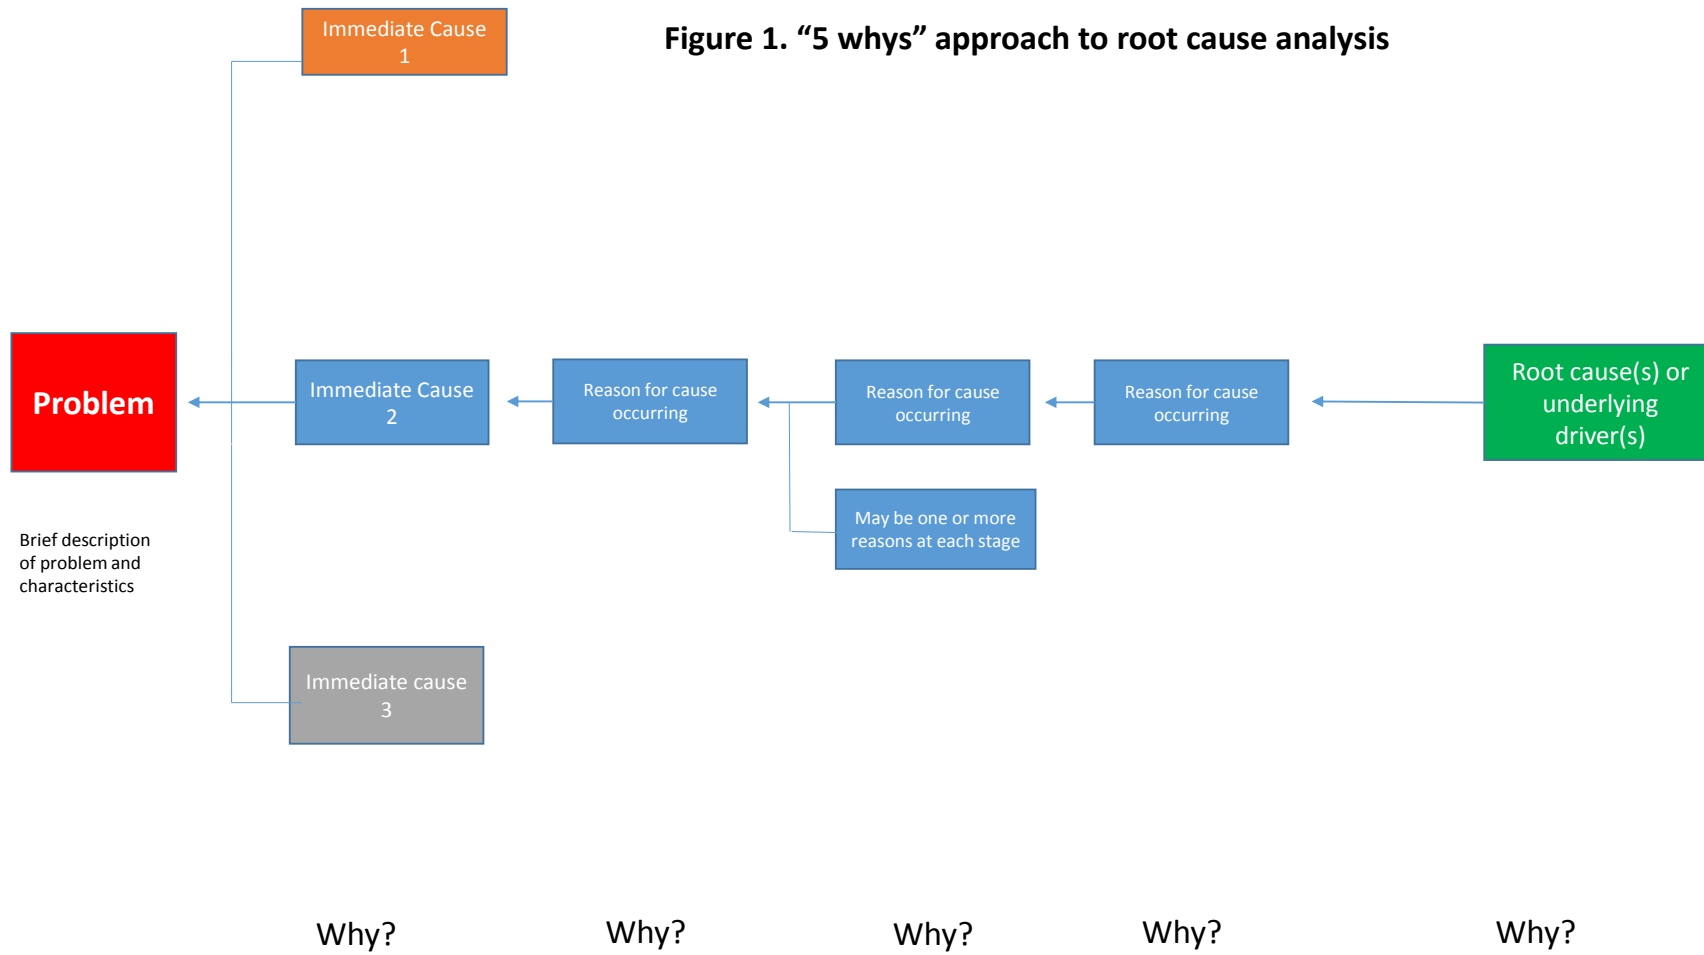 Immediate Cause
1
Figure 1. “5 whys” approach to root cause analysis
Problem
Immediate Cause
2
Reason for cause
occurring
Reason for cause
occurring
Reason for cause
occurring
Root cause(s) or
underlying
driver(s)
May be one or more
reasons at each stage
Brief description
of problem and
characteristics
Immediate cause
3
Why?
Why?
Why?
Why?
Why?